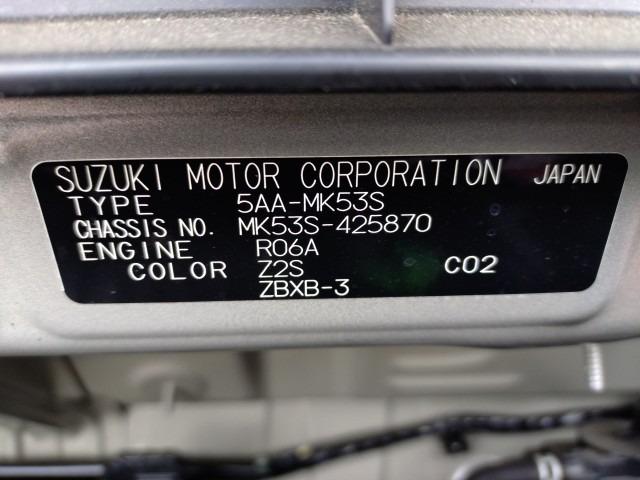 SUZUKI MOTOR CORPORATION JAPAN
TYPE 5AA-MK53S
CHASSIS NO. MK53S-425870
ENGINE R06A
COLOR Z2S C02
ZBXB-3